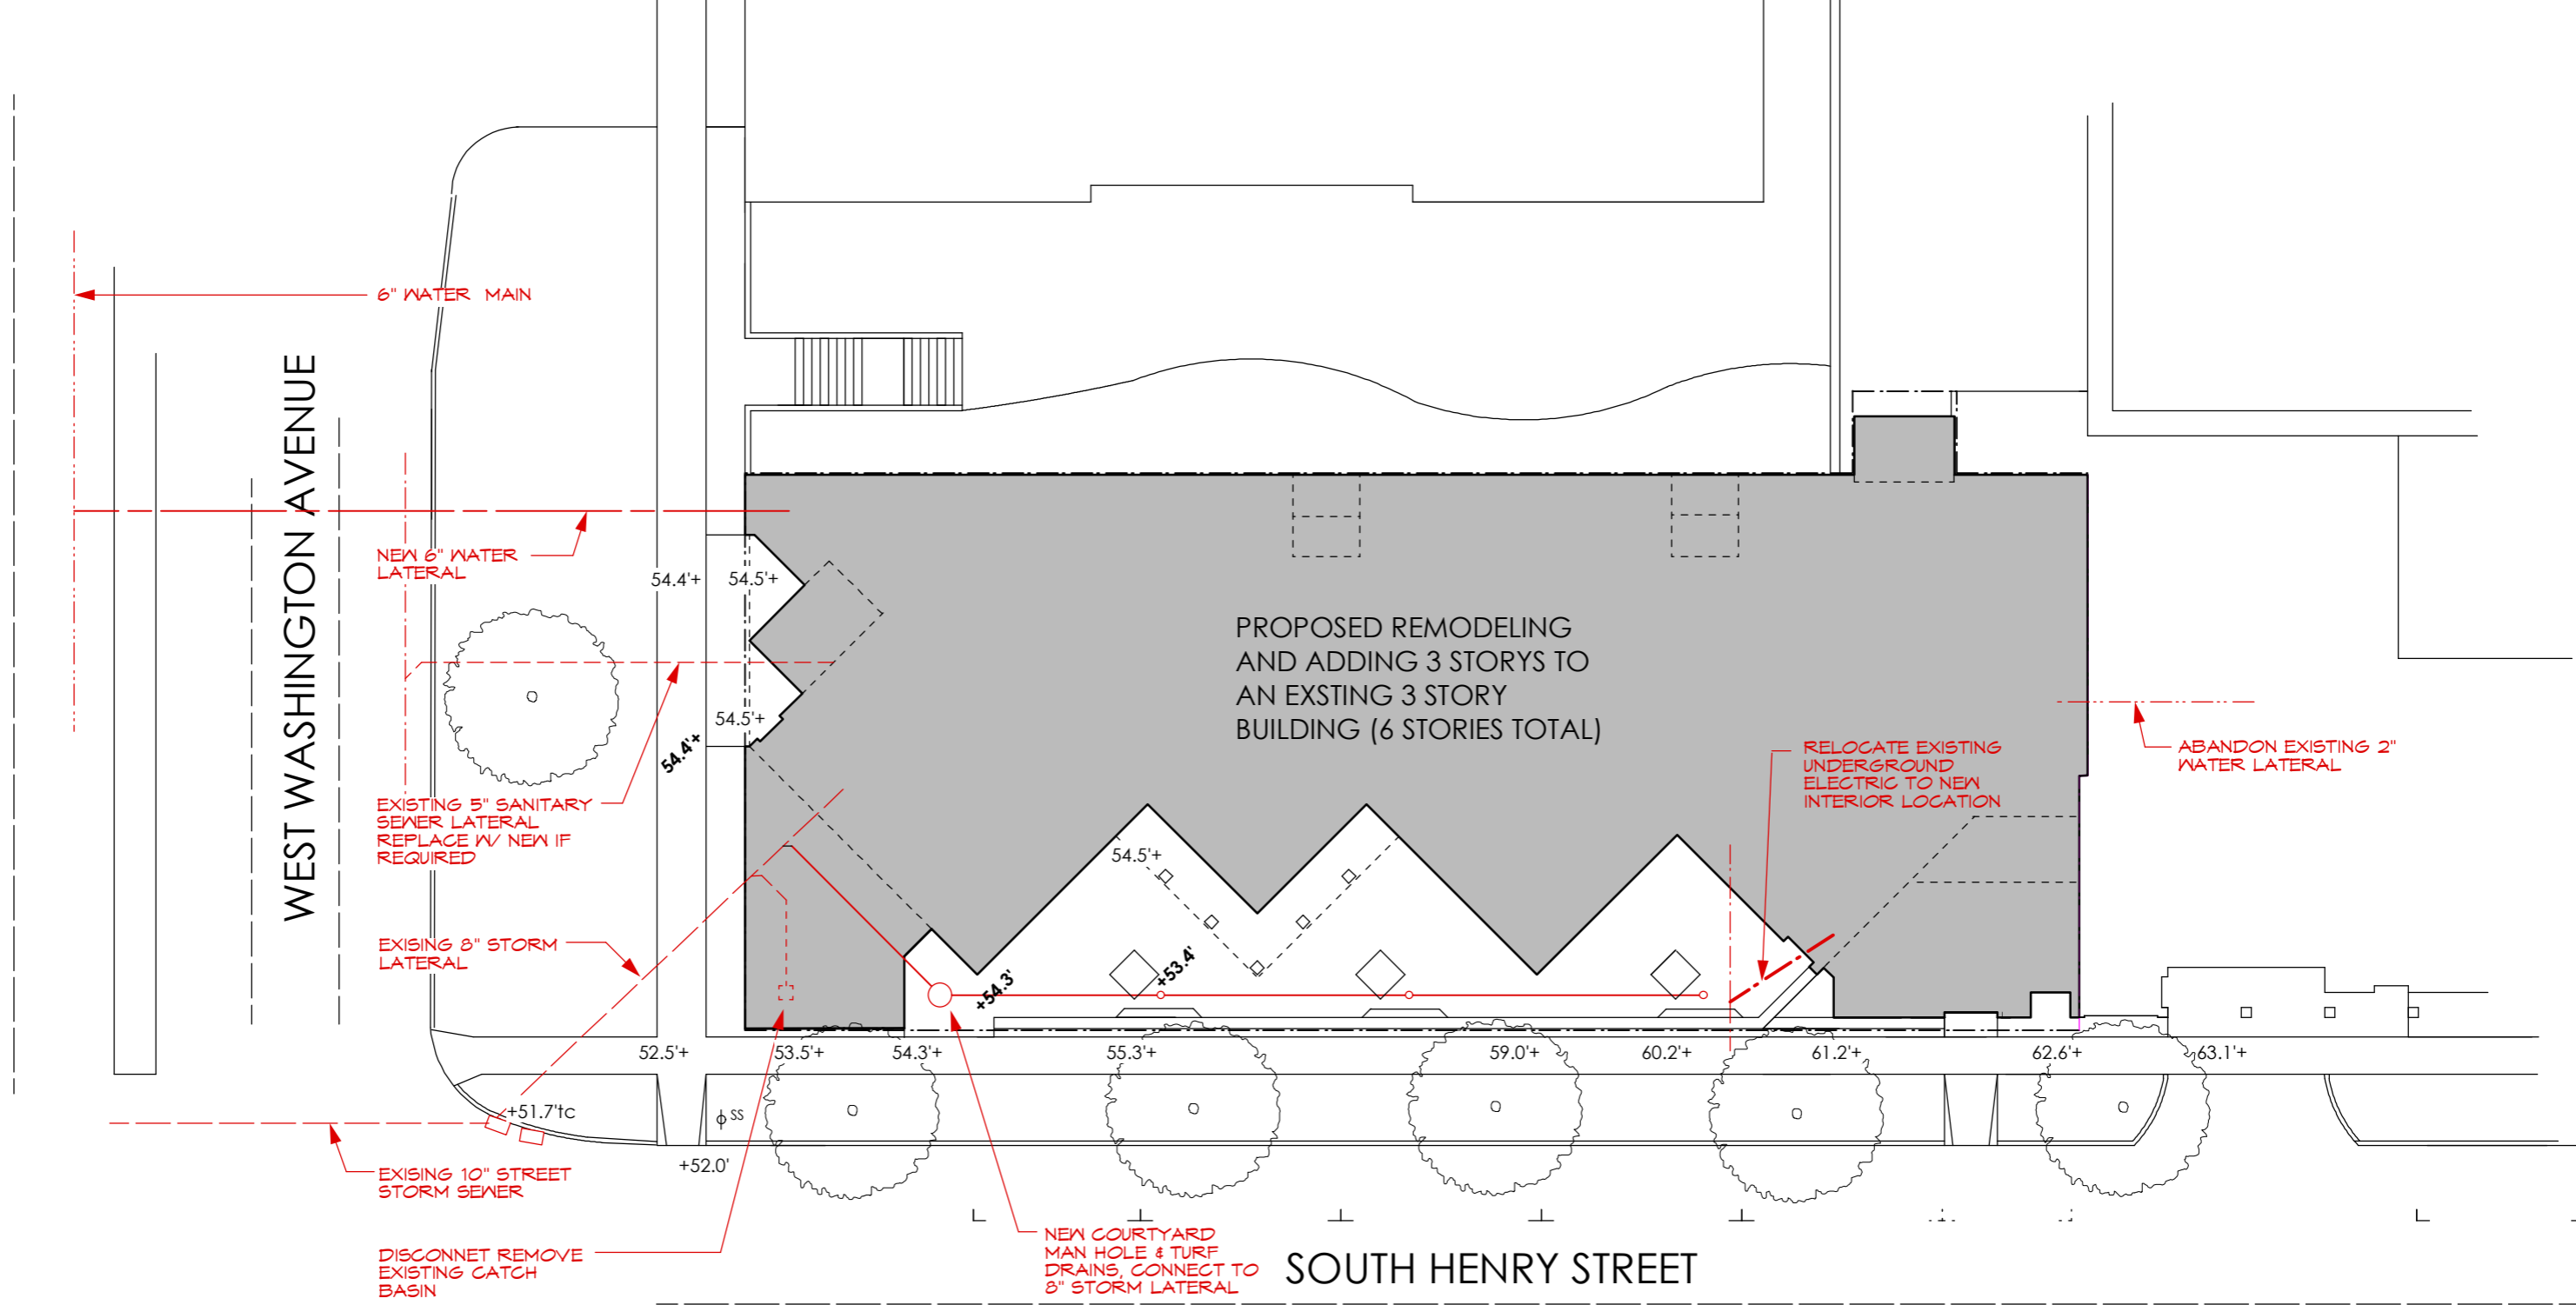 6" WATER MAIN
WEST WASHINGTON AVENUE
NEW 6" WATER
LATERAL
54.4'+
54.5'+
PROPOSED REMODELING
AND ADDING 3 STORYS TO
AN EXSTING 3 STORY
BUILDING (6 STORIES TOTAL)
54.5'+
54.4'+
RELOCATE EXISTING
UNDERGROUND
ELECTRIC TO NEW
INTERIOR LOCATION
ABANDON EXISTING 2"
WATER LATERAL
EXISTING 5" SANITARY
SEWER LATERAL
REPLACE W/ NEW IF
REQUIRED
54.5'+
EXISING 8" STORM
LATERAL
+54.3'
+53.4'
52.5'+
53.5'+
54.3'+
55.3'+
59.0'+
60.2'+
61.2'+
62.6'+
63.1'+
+51.7'tc
SS
+52.0'
EXISING 10" STREET
STORM SEWER
DISCONNET REMOVE
EXISTING CATCH
BASIN
NEW COURTYARD
MAN HOLE & TURF
DRAINS, CONNECT TO
8" STORM LATERAL
SOUTH HENRY STREET